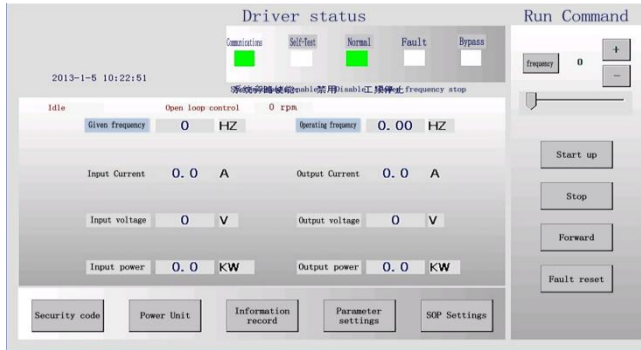 Driver status
Run Command
Communications Self-Test Normal Fault Bypass
frequency 0 + −
2013-1-5 10:22:51
frequency stop
Idle Open loop control 0 rpm
Given frequency 0 HZ Operating frequency 0.00 HZ
Input Current 0.0 A Output Current 0.0 A
Input voltage 0 V Output voltage 0 V
Input power 0.0 KW Output power 0.0 KW
Start up
Stop
Forward
Fault reset
Security code Power Unit Information record Parameter settings SOP Settings